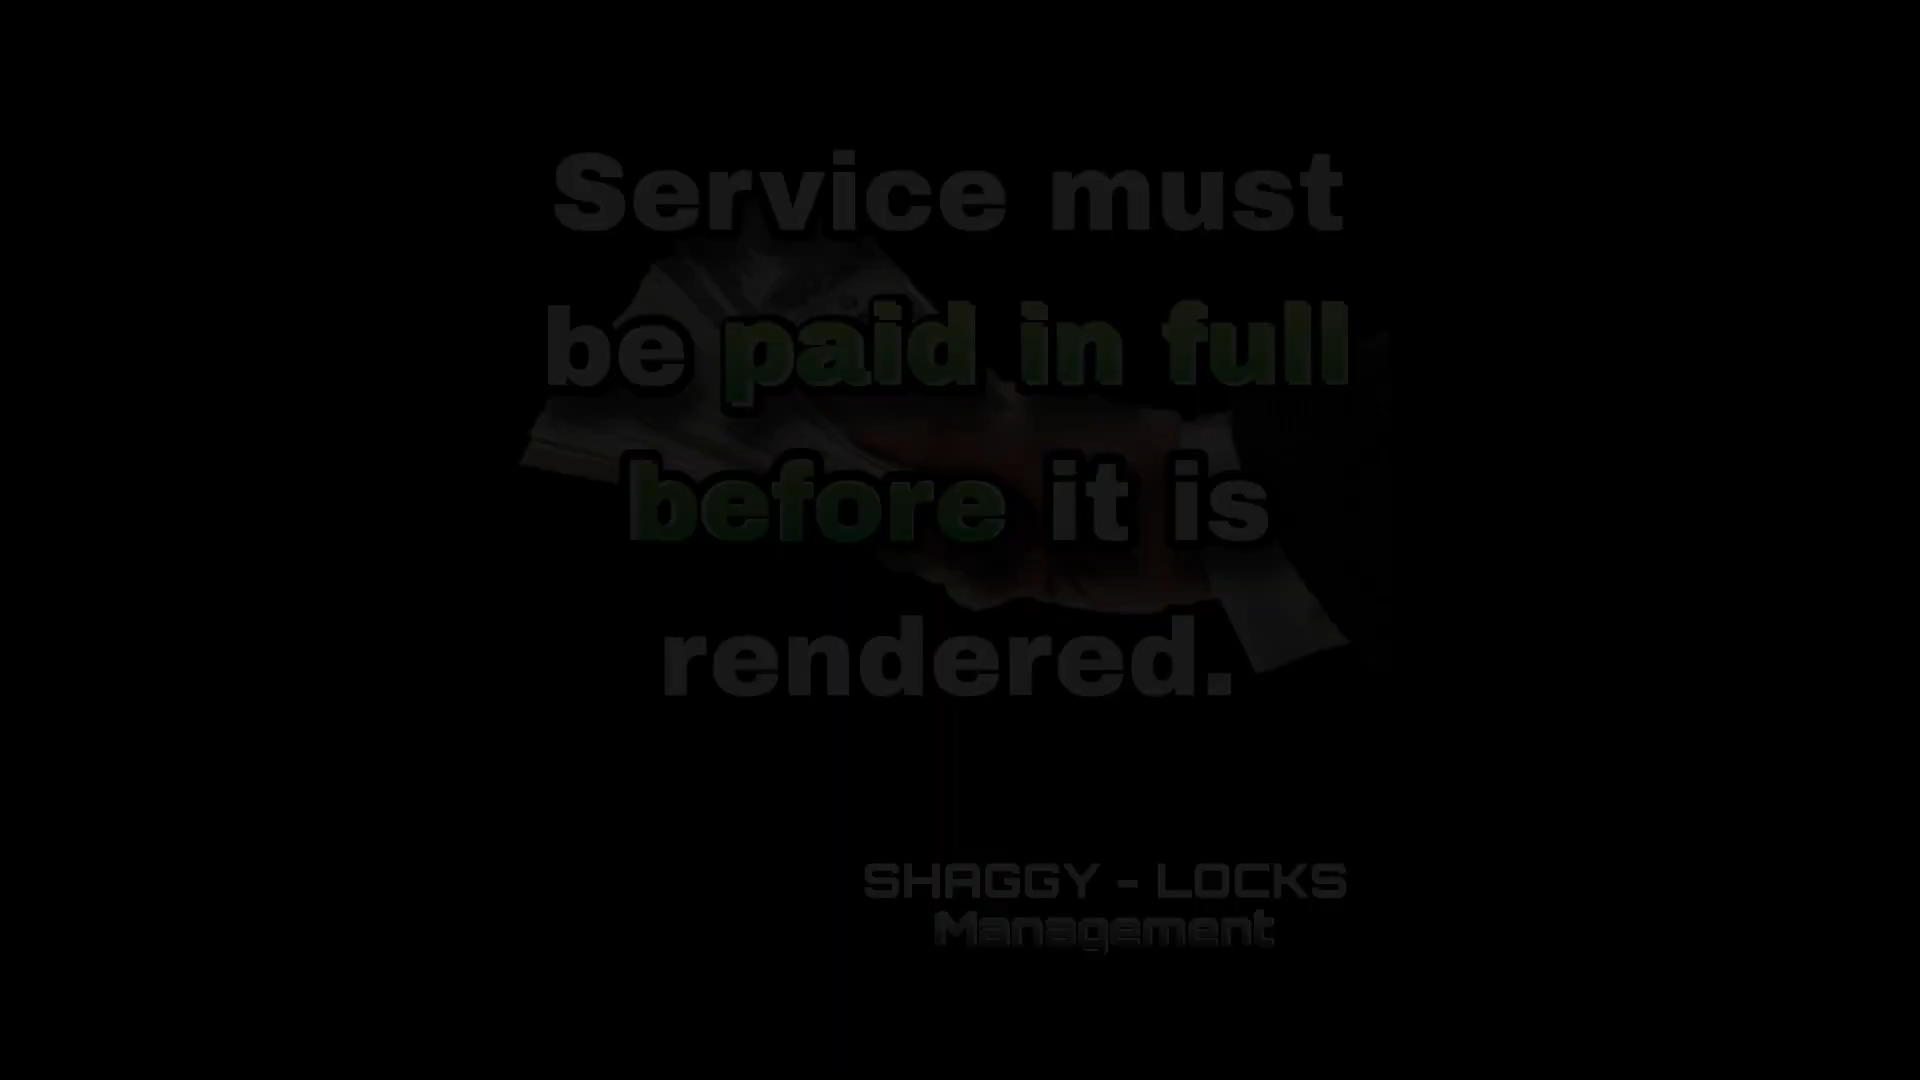 Service must
be paid in full
before it is
rendered.
SHAGGY - LOCKS
Management